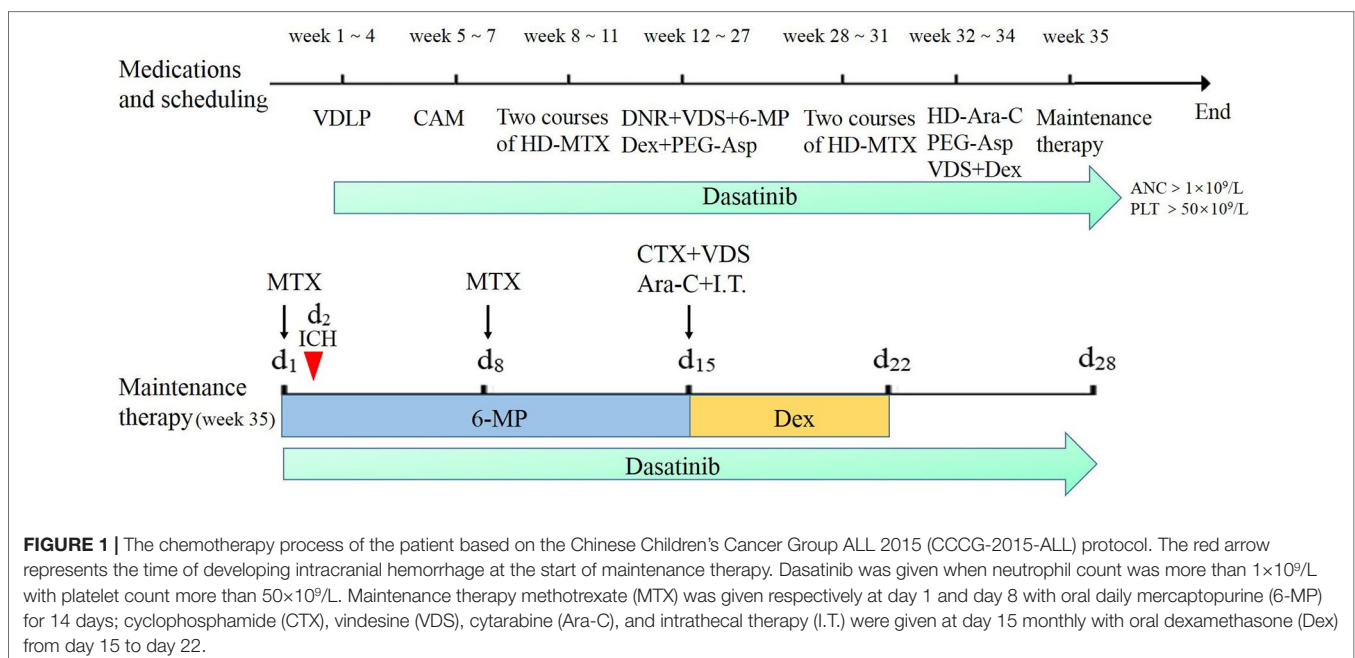 week 1 ~ 4 week 5 ~ 7 week 8 ~ 11 week 12 ~ 27 week 28 ~ 31 week 32 ~ 34 week 35
Medications
and scheduling
End
VDLP CAM Two courses DNR+VDS+6-MP Two courses HD-Ara-C Maintenance
of HD-MTX Dex+PEG-Asp of HD-MTX PEG-Asp therapy
VDS+Dex
Dasatinib
ANC > 1×10⁹/L
PLT > 50×10⁹/L
CTX+VDS
MTX MTX Ara-C+I.T.
d₂
ICH
d₁ d₈ d₁₅ d₂₂ d₂₈
Maintenance
therapy (week 35)
6-MP Dex
Dasatinib
FIGURE 1 | The chemotherapy process of the patient based on the Chinese Children's Cancer Group ALL 2015 (CCCG-2015-ALL) protocol. The red arrow
represents the time of developing intracranial hemorrhage at the start of maintenance therapy. Dasatinib was given when neutrophil count was more than 1×10⁹/L
with platelet count more than 50×10⁹/L. Maintenance therapy methotrexate (MTX) was given respectively at day 1 and day 8 with oral daily mercaptopurine (6-MP)
for 14 days; cyclophosphamide (CTX), vindesine (VDS), cytarabine (Ara-C), and intrathecal therapy (I.T.) were given at day 15 monthly with oral dexamethasone (Dex)
from day 15 to day 22.